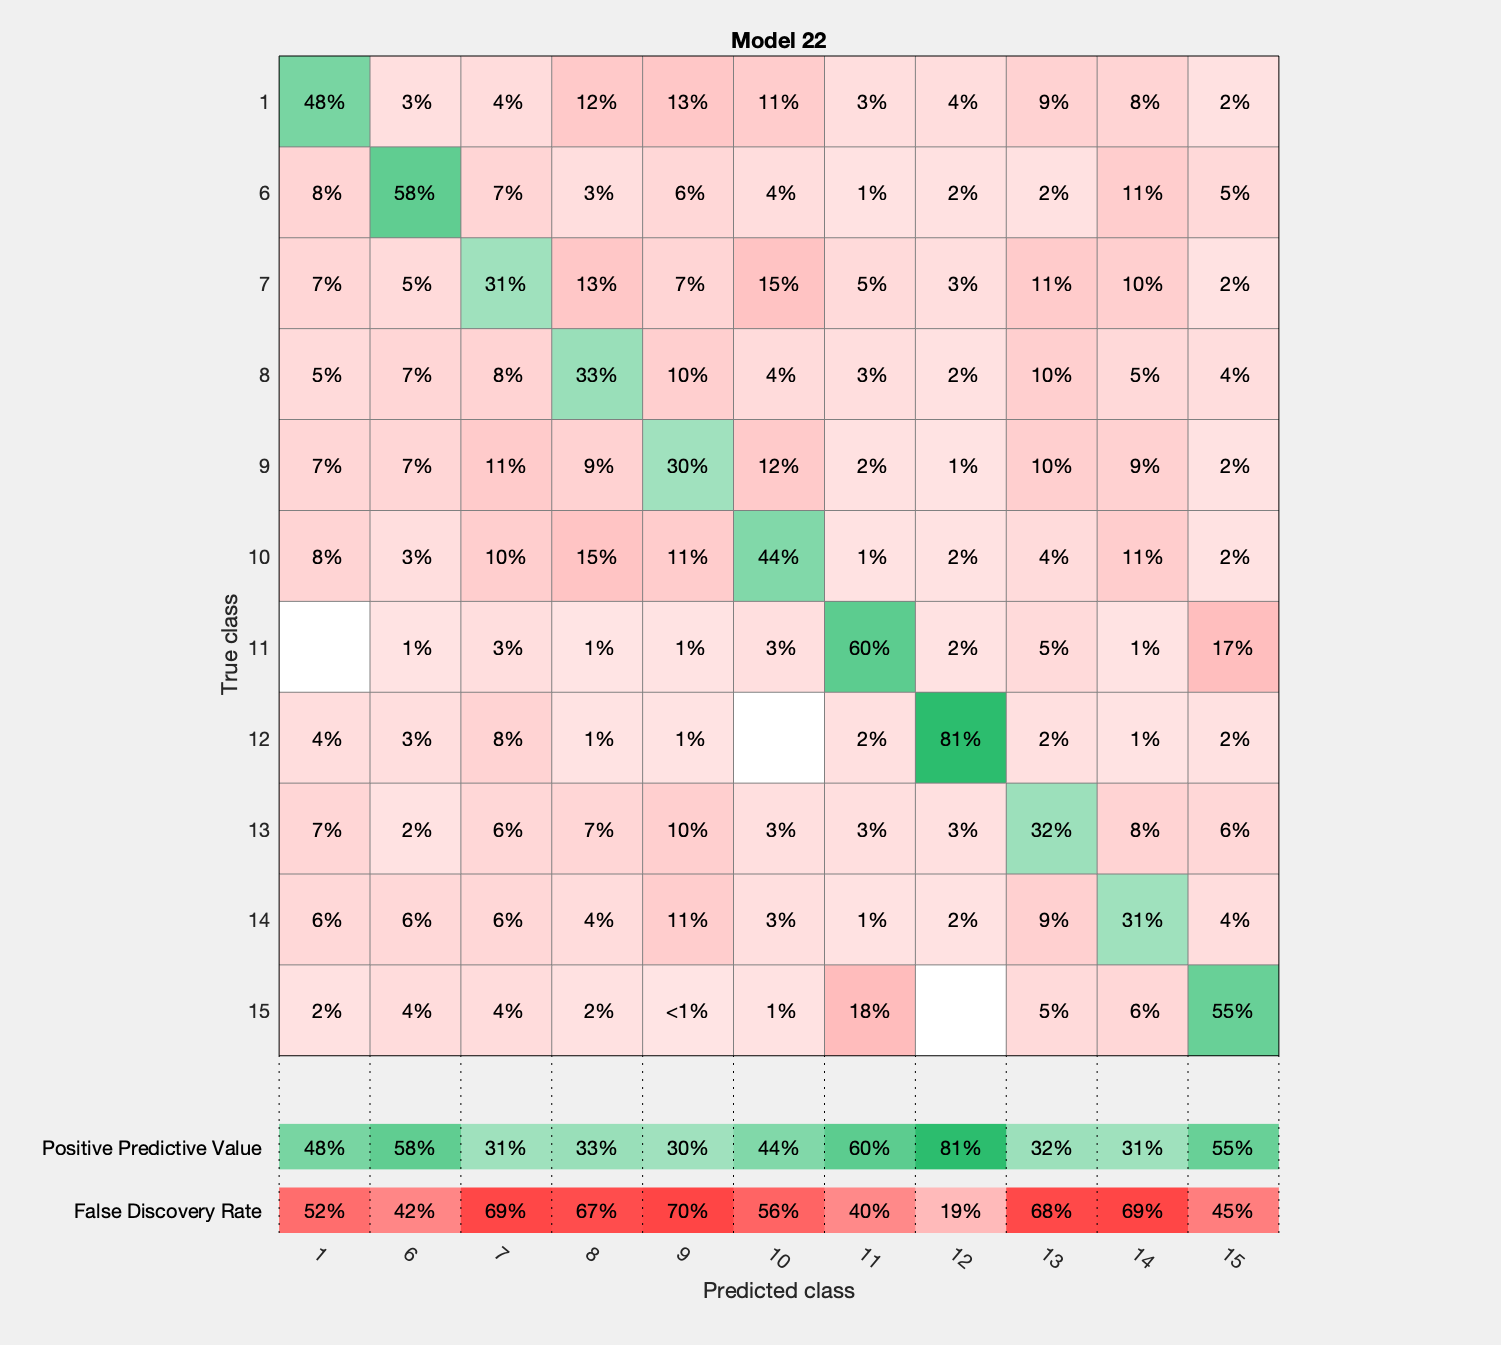 Model 22
1 48% 3% 4% 12% 13% 11% 3% 4% 9% 8% 2%
6 8% 58% 7% 3% 6% 4% 1% 2% 2% 11% 5%
7 7% 5% 31% 13% 7% 15% 5% 3% 11% 10% 2%
8 5% 7% 8% 33% 10% 4% 3% 2% 10% 5% 4%
9 7% 7% 11% 9% 30% 12% 2% 1% 10% 9% 2%
10 8% 3% 10% 15% 11% 44% 1% 2% 4% 11% 2%
True class
11 1% 3% 1% 1% 3% 60% 2% 5% 1% 17%
12 4% 3% 8% 1% 1% 2% 81% 2% 1% 2%
13 7% 2% 6% 7% 10% 3% 3% 3% 32% 8% 6%
14 6% 6% 6% 4% 11% 3% 1% 2% 9% 31% 4%
15 2% 4% 4% 2% <1% 1% 18% 5% 6% 55%
Positive Predictive Value 48% 58% 31% 33% 30% 44% 60% 81% 32% 31% 55%
False Discovery Rate 52% 42% 69% 67% 70% 56% 40% 19% 68% 69% 45%
1 6 7 8 9 10 11 12 13 14 15
Predicted class